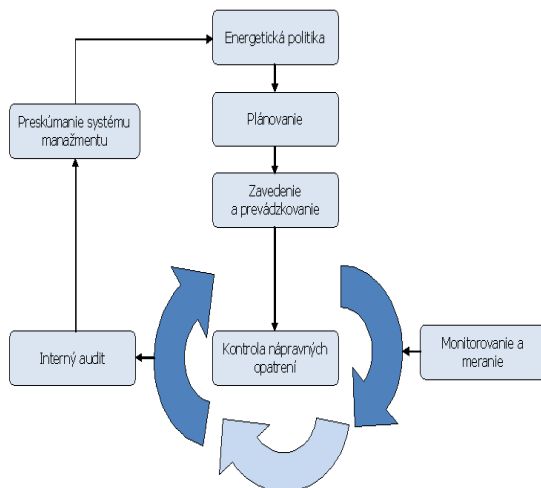 Energetická politika
Plánovanie
Preskúmanie systému
manažmentu
Zavedenie
a prevádzkovanie
Interný audit
Kontrola nápravných
opatrení
Monitorovanie a
meranie